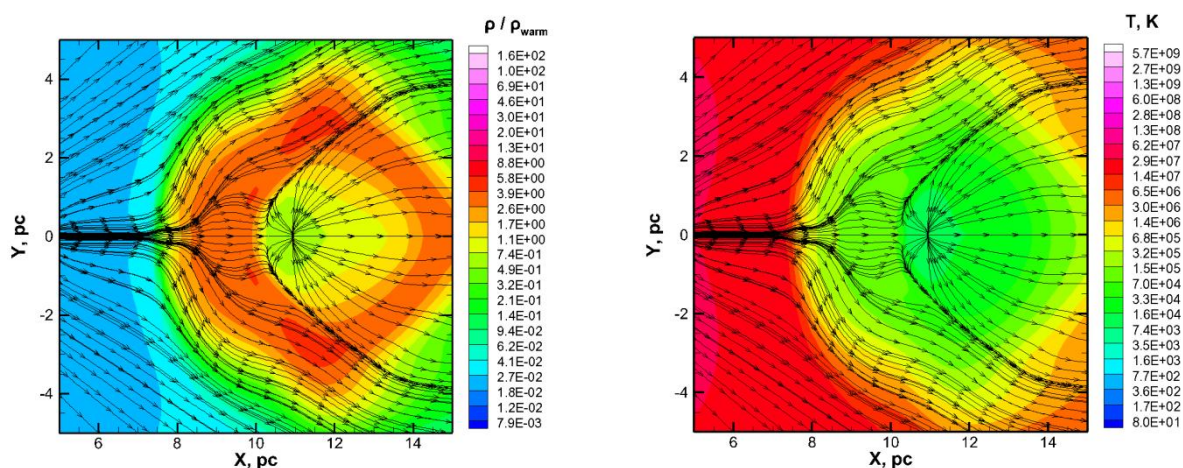 ρ / ρwarm
1.6E+02
1.0E+02
6.9E+01
4.6E+01
3.0E+01
2.0E+01
1.3E+01
8.8E+00
5.8E+00
3.9E+00
2.6E+00
1.7E+00
1.1E+00
7.4E-01
4.9E-01
3.2E-01
2.1E-01
1.4E-01
9.4E-02
6.2E-02
4.1E-02
2.7E-02
1.8E-02
1.2E-02
7.9E-03
Y, pc
4
2
0
-2
-4
6 8 10 12 14
X, pc
T, K
5.7E+09
2.7E+09
1.3E+09
6.0E+08
2.8E+08
1.3E+08
6.2E+07
2.9E+07
1.4E+07
6.5E+06
3.0E+06
1.4E+06
6.8E+05
3.2E+05
1.5E+05
7.0E+04
3.3E+04
1.6E+04
7.4E+03
3.5E+03
1.6E+03
7.7E+02
3.6E+02
1.7E+02
8.0E+01
Y, pc
4
2
0
-2
-4
6 8 10 12 14
X, pc